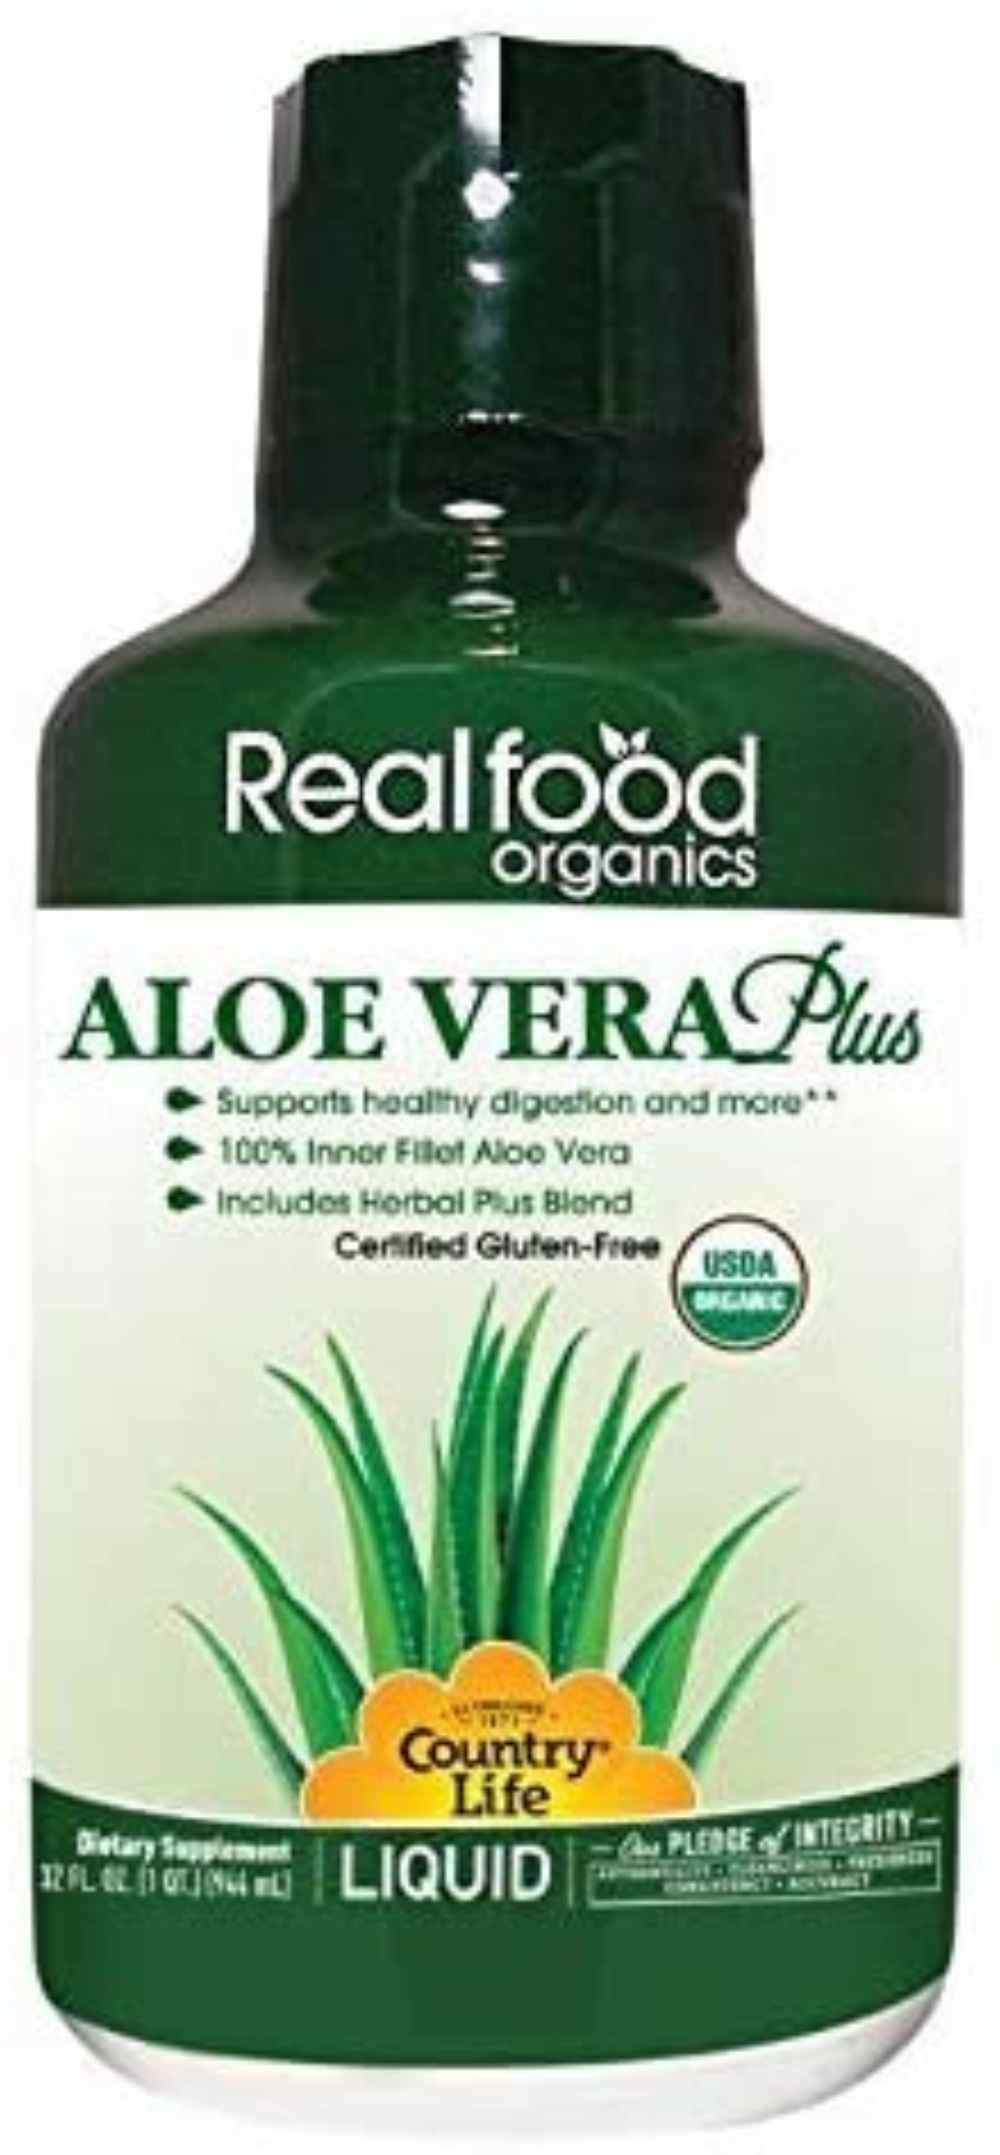 Realfood
organics
ALOE VERA Plus
Supports healthy digestion and more**
100% Inner Fillet Aloe Vera
Includes Herbal Plus Blend
Certified Gluten-Free
USDA
ORGANIC
Country
Life
Dietary Supplement
32 FL. OZ. (1 QT.) (944 mL)
LIQUID
Our PLEDGE of INTEGRITY